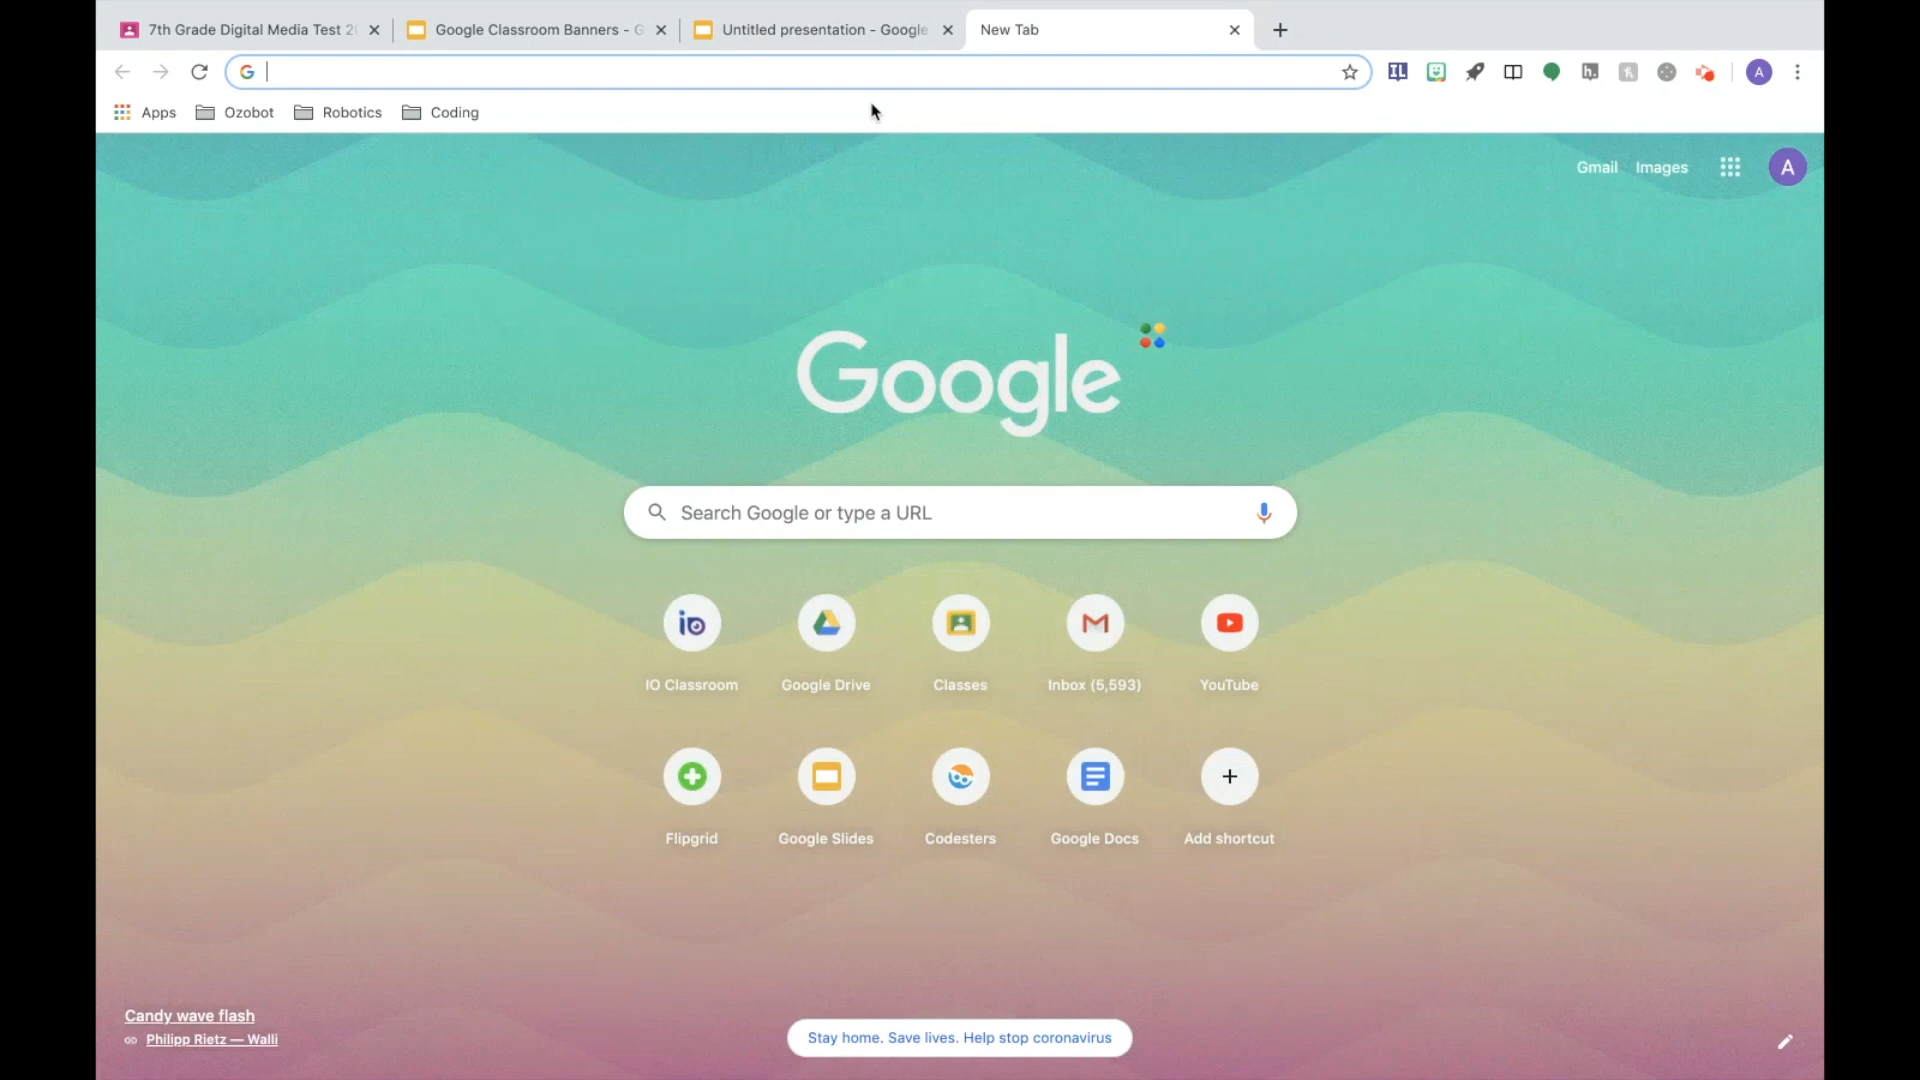 7th Grade Digital Media Test 20
Google Classroom Banners - G
Untitled presentation - Google
New Tab
Apps
Ozobot
Robotics
Coding
Gmail
Images
A
Google
Search Google or type a URL
IO Classroom
Google Drive
Classes
Inbox (5,593)
YouTube
Flipgrid
Google Slides
Codesters
Google Docs
Add shortcut
Candy wave flash
Philipp Rietz — Walli
Stay home. Save lives. Help stop coronavirus